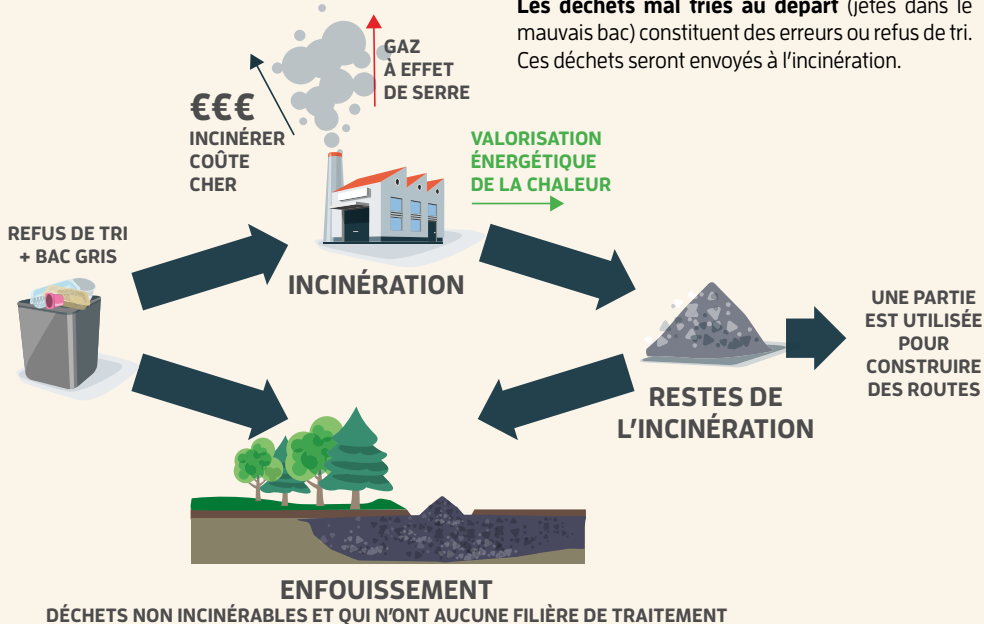 Les déchets mal triés au départ (jetés dans le
mauvais bac) constituent des erreurs ou refus de tri.
Ces déchets seront envoyés à l'incinération.
GAZ
À EFFET
DE SERRE
€€€
INCINÉRER
COÛTE
CHER
VALORISATION
ÉNERGÉTIQUE
DE LA CHALEUR
REFUS DE TRI
+ BAC GRIS
INCINÉRATION
UNE PARTIE
EST UTILISÉE
POUR
CONSTRUIRE
DES ROUTES
RESTES DE
L'INCINÉRATION
ENFOUISSEMENT
DÉCHETS NON INCINÉRABLES ET QUI N'ONT AUCUNE FILIÈRE DE TRAITEMENT